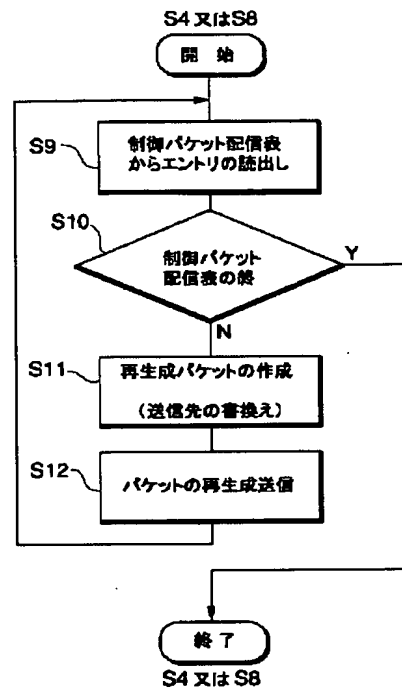 S4又はS8
開始
S9
制御パケット配信表
からエントリの読出し
S10
制御パケット
配信表の終
Y
N
S11
再生成パケットの作成
(送信先の書換え)
S12
パケットの再生成送信
終了
S4又はS8